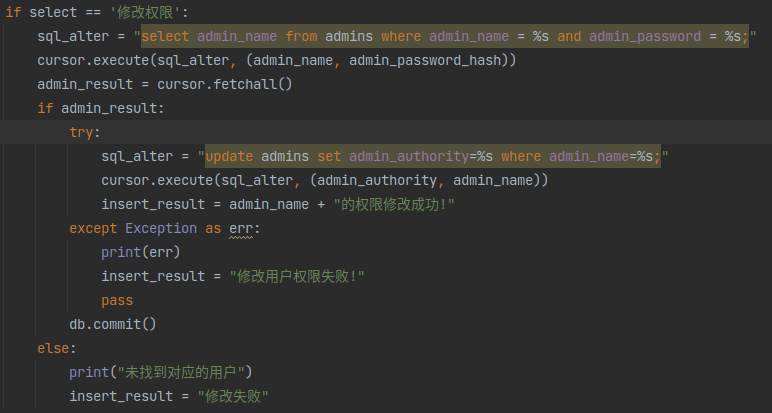 if select == '修改权限':
    sql_alter = "select admin_name from admins where admin_name = %s and admin_password = %s;"
    cursor.execute(sql_alter, (admin_name, admin_password_hash))
    admin_result = cursor.fetchall()
    if admin_result:
        try:
            sql_alter = "update admins set admin_authority=%s where admin_name=%s;"
            cursor.execute(sql_alter, (admin_authority, admin_name))
            insert_result = admin_name + "的权限修改成功!"
        except Exception as err:
            print(err)
            insert_result = "修改用户权限失败!"
            pass
        db.commit()
    else:
        print("未找到对应的用户")
        insert_result = "修改失败"